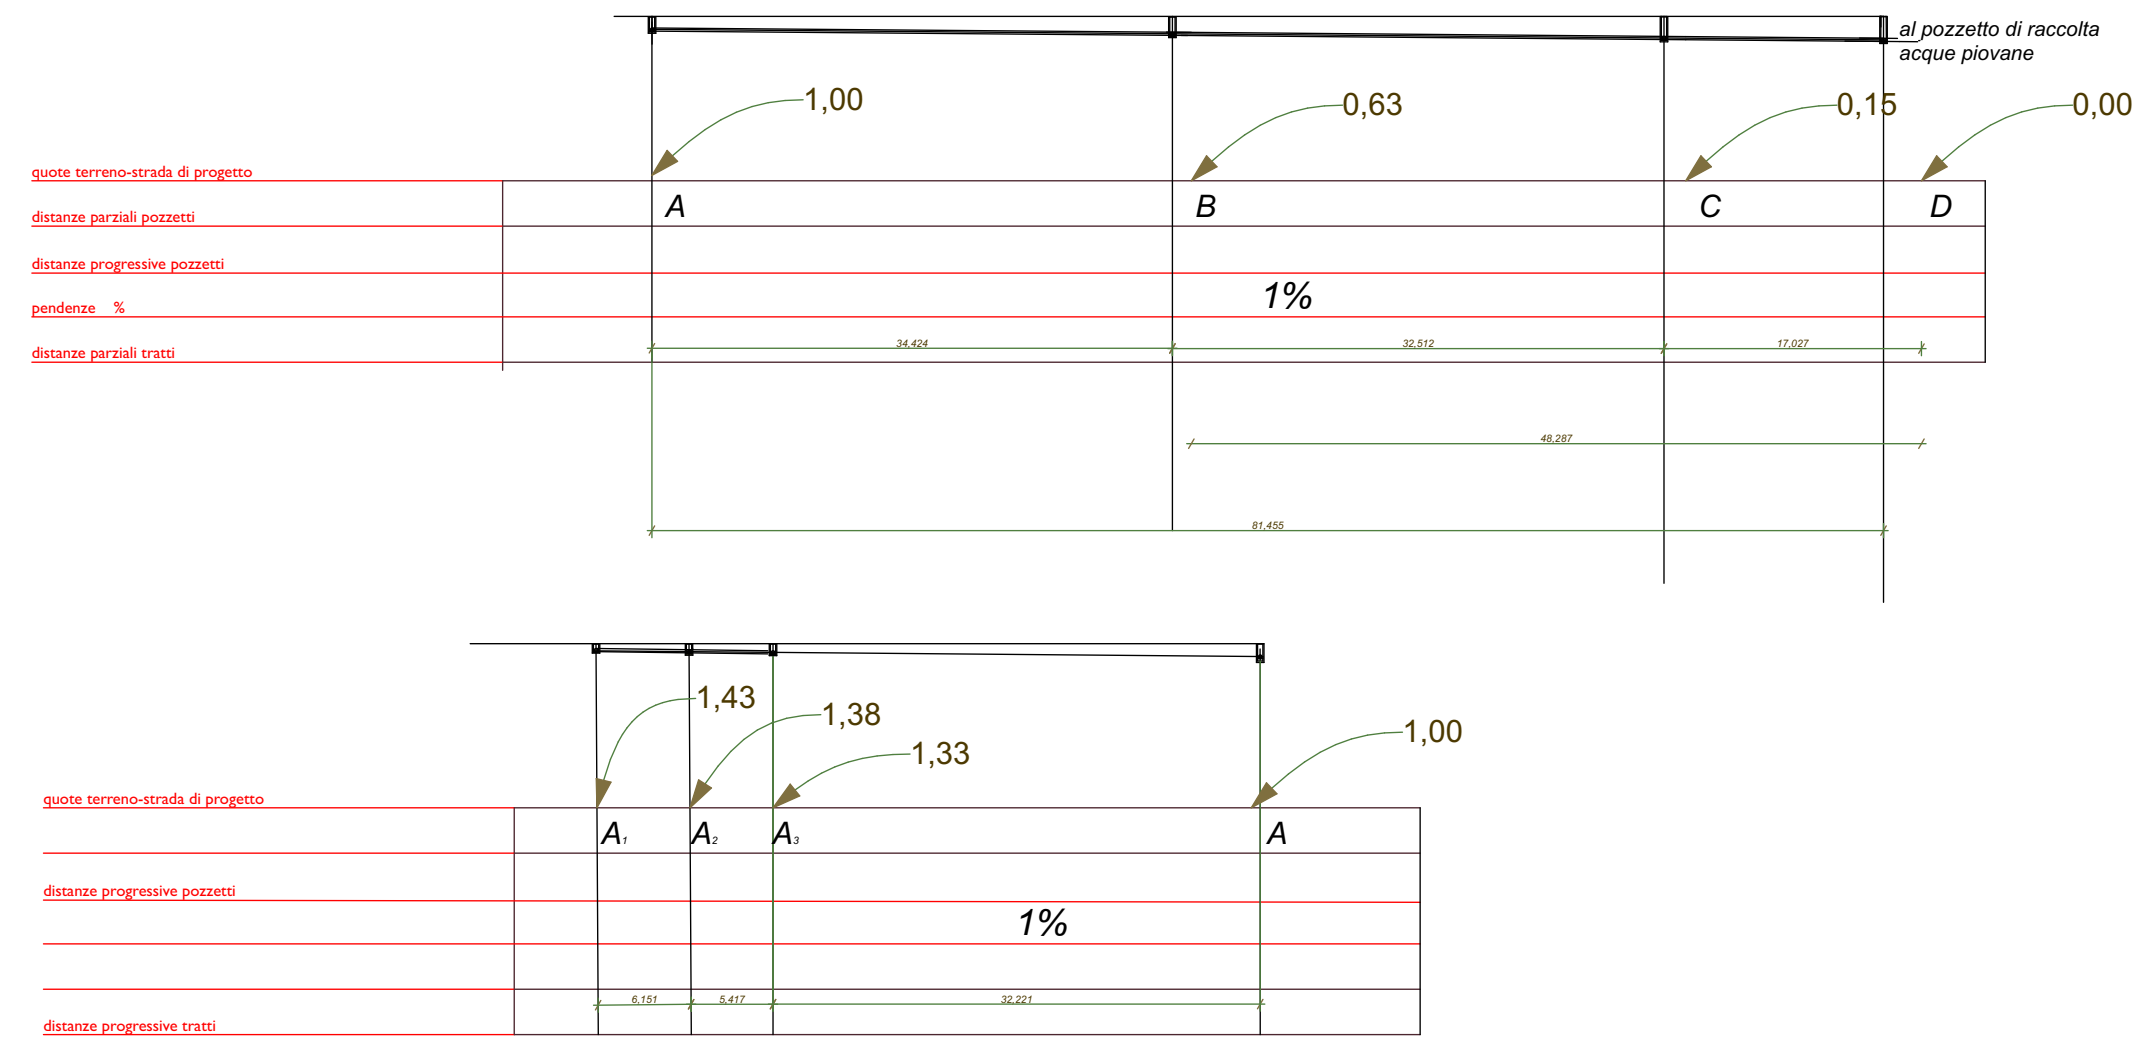 al pozzetto di raccolta
acque piovane
1,00
0,63
0,15
0,00
quote terreno-strada di progetto
A
B
C
D
distanze parziali pozzetti
distanze progressive pozzetti
1%
pendenze %
34,424
32,512
17,027
distanze parziali tratti
48,287
81,455
1,43
1,38
1,33
1,00
quote terreno-strada di progetto
A1
A2
A3
A
distanze progressive pozzetti
1%
6,151
5,417
32,221
distanze progressive tratti